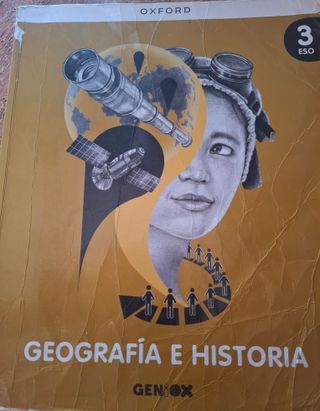 OXFORD
3
ESO
GEOGRAFÍA E HISTORIA
GENiOX